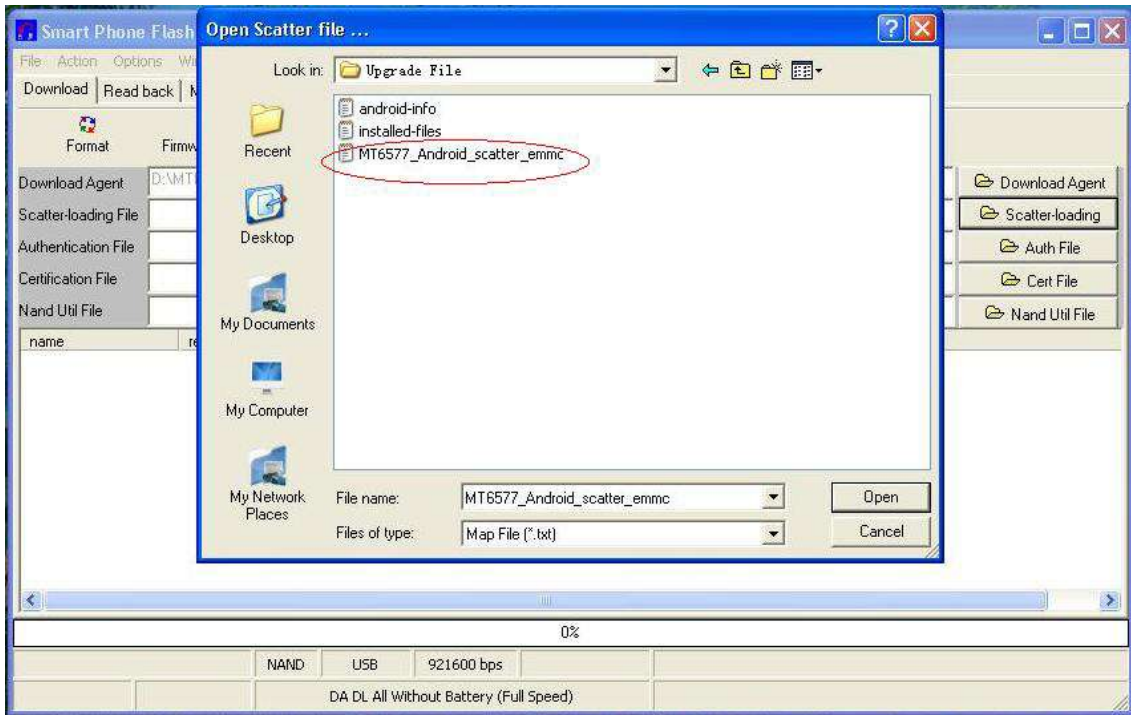 Smart Phone Flash
Open Scatter file ...
File Action Options Wi
Look in: Upgrade File
Download Read back M
android-info
installed-files
MT6577_Android_scatter_emmc
Format Firmw
Recent
Desktop
My Documents
My Computer
My Network Places
Download Agent D:\MT
Download Agent
Scatter-loading File
Scatter-loading
Authentication File
Auth File
Certification File
Cert File
Nand Util File
Nand Util File
name re
File name: MT6577_Android_scatter_emmc Open
Files of type: Map File (*.txt) Cancel
0%
NAND USB 921600 bps
DA DL All Without Battery (Full Speed)